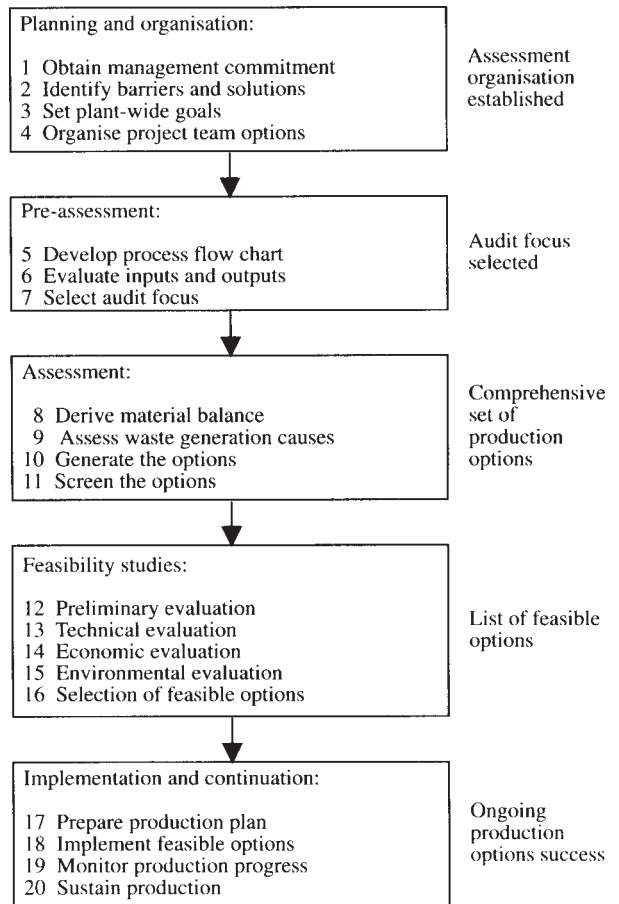 Planning and organisation:
1 Obtain management commitment
2 Identify barriers and solutions
3 Set plant-wide goals
4 Organise project team options
Assessment
organisation
established
Pre-assessment:
5 Develop process flow chart
6 Evaluate inputs and outputs
7 Select audit focus
Audit focus
selected
Assessment:
8 Derive material balance
9 Assess waste generation causes
10 Generate the options
11 Screen the options
Comprehensive
set of
production
options
Feasibility studies:
12 Preliminary evaluation
13 Technical evaluation
14 Economic evaluation
15 Environmental evaluation
16 Selection of feasible options
List of feasible
options
Implementation and continuation:
17 Prepare production plan
18 Implement feasible options
19 Monitor production progress
20 Sustain production
Ongoing
production
options success